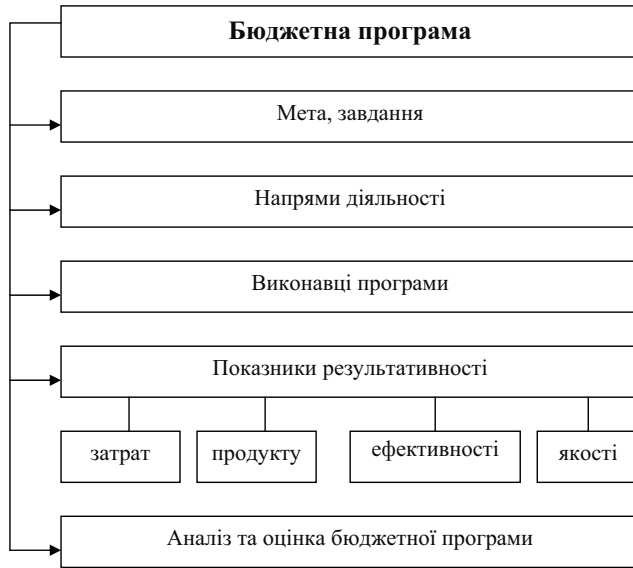 Бюджетна програма
Мета, завдання
Напрями діяльності
Виконавці програми
Показники результативності
затрат
продукту
ефективності
якості
Аналіз та оцінка бюджетної програми